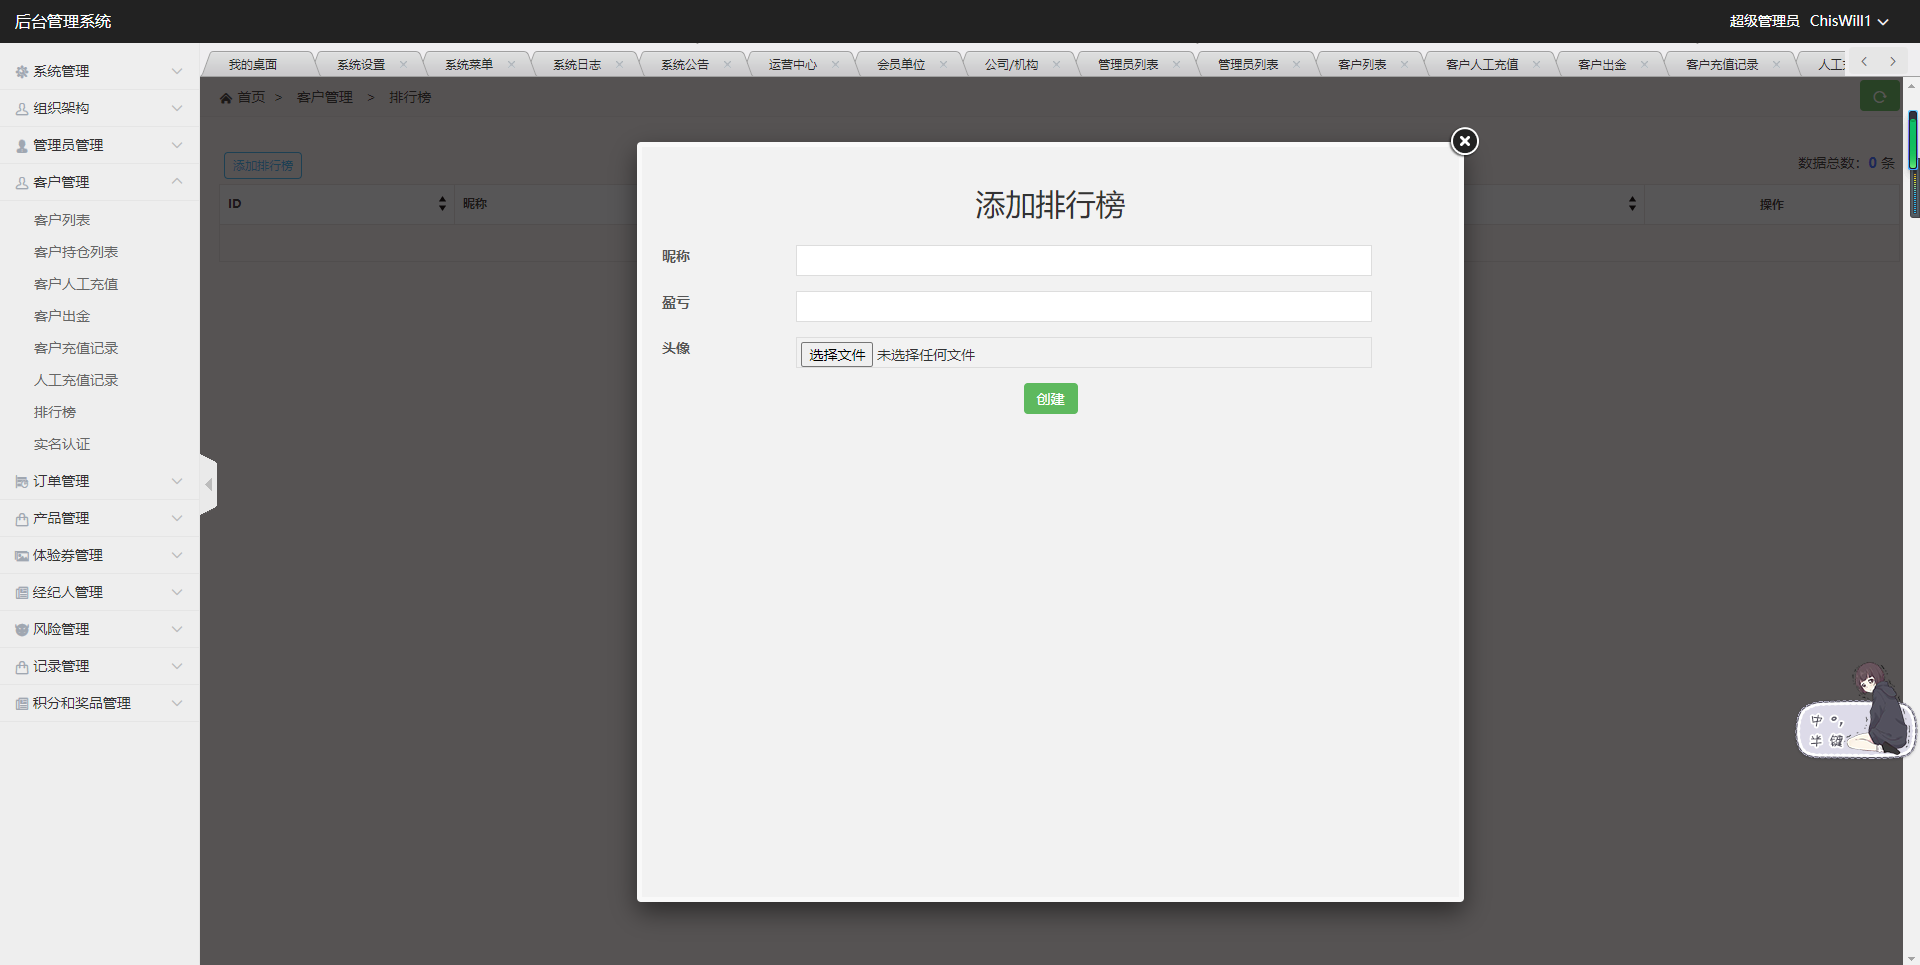 后台管理系统
超级管理员 ChisWill1
我的桌面 系统设置 系统菜单 系统日志 系统公告 运营中心 会员单位 公司/机构 管理员列表 管理员列表 客户列表 客户人工充值 客户出金 客户充值记录 人工
系统管理
组织架构
管理员管理
客户管理
客户列表
客户持仓列表
客户人工充值
客户出金
客户充值记录
人工充值记录
排行榜
实名认证
订单管理
产品管理
体验券管理
经纪人管理
风险管理
记录管理
积分和奖品管理
首页 > 客户管理 > 排行榜
添加排行榜
数据总数：0 条
ID 昵称 操作
添加排行榜
昵称
盈亏
头像 选择文件 未选择任何文件
创建
中 °,
半 键